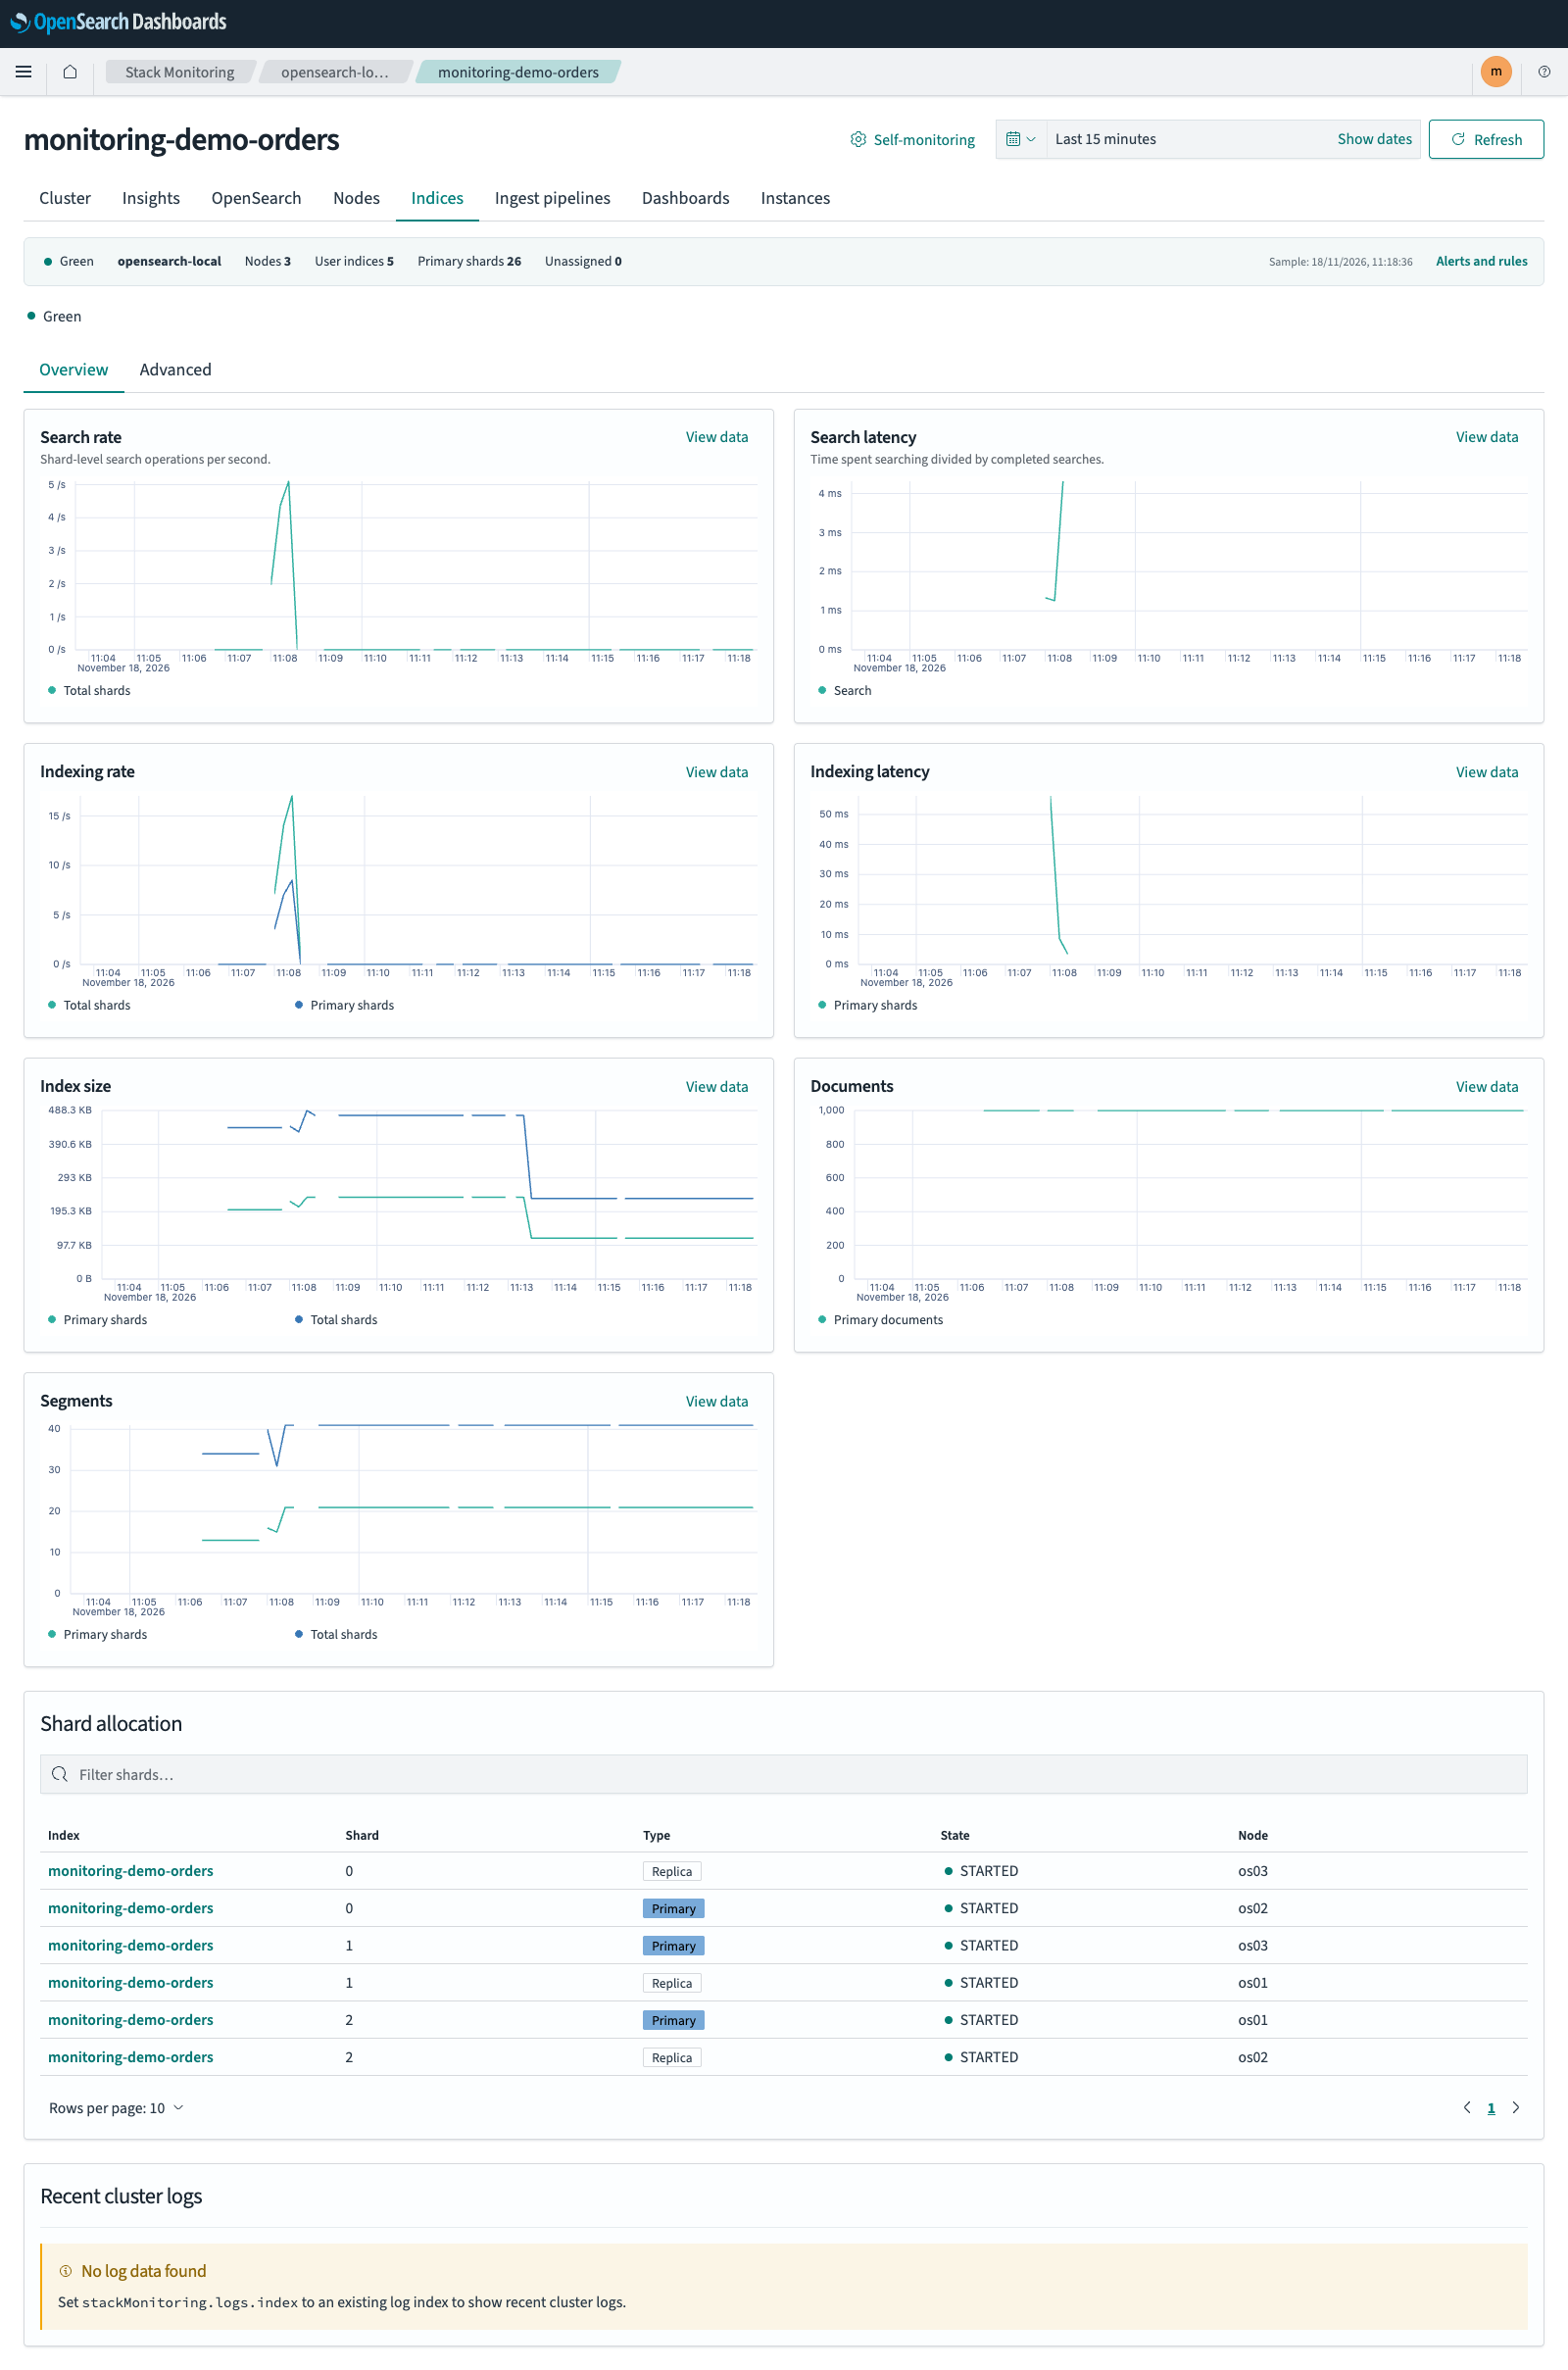 OpenSearch Dashboards
Stack Monitoring
opensearch-lo…
monitoring-demo-orders
m
monitoring-demo-orders
Self-monitoring
Last 15 minutes
Show dates
Refresh
Cluster Insights OpenSearch Nodes Indices Ingest pipelines Dashboards Instances
Green opensearch-local Nodes 3 User indices 5 Primary shards 26 Unassigned 0 Sample: 18/11/2026, 11:18:36 Alerts and rules
Green
Overview Advanced
Search rate View data
Shard-level search operations per second.
5 /s
4 /s
3 /s
2 /s
1 /s
0 /s
11:04 11:05 11:06 11:07 11:08 11:09 11:10 11:11 11:12 11:13 11:14 11:15 11:16 11:17 11:18
November 18, 2026
Total shards
Search latency View data
Time spent searching divided by completed searches.
4 ms
3 ms
2 ms
1 ms
0 ms
11:04 11:05 11:06 11:07 11:08 11:09 11:10 11:11 11:12 11:13 11:14 11:15 11:16 11:17 11:18
November 18, 2026
Search
Indexing rate View data
15 /s
10 /s
5 /s
0 /s
11:04 11:05 11:06 11:07 11:08 11:09 11:10 11:11 11:12 11:13 11:14 11:15 11:16 11:17 11:18
November 18, 2026
Total shards Primary shards
Indexing latency View data
50 ms
40 ms
30 ms
20 ms
10 ms
0 ms
11:04 11:05 11:06 11:07 11:08 11:09 11:10 11:11 11:12 11:13 11:14 11:15 11:16 11:17 11:18
November 18, 2026
Primary shards
Index size View data
488.3 KB
390.6 KB
293 KB
195.3 KB
97.7 KB
0 B
11:04 11:05 11:06 11:07 11:08 11:09 11:10 11:11 11:12 11:13 11:14 11:15 11:16 11:17 11:18
November 18, 2026
Primary shards Total shards
Documents View data
1,000
800
600
400
200
0
11:04 11:05 11:06 11:07 11:08 11:09 11:10 11:11 11:12 11:13 11:14 11:15 11:16 11:17 11:18
November 18, 2026
Primary documents
Segments View data
40
30
20
10
0
11:04 11:05 11:06 11:07 11:08 11:09 11:10 11:11 11:12 11:13 11:14 11:15 11:16 11:17 11:18
November 18, 2026
Primary shards Total shards
Shard allocation
Filter shards…
Index Shard Type State Node
monitoring-demo-orders 0 Replica STARTED os03
monitoring-demo-orders 0 Primary STARTED os02
monitoring-demo-orders 1 Primary STARTED os03
monitoring-demo-orders 1 Replica STARTED os01
monitoring-demo-orders 2 Primary STARTED os01
monitoring-demo-orders 2 Replica STARTED os02
Rows per page: 10 1
Recent cluster logs
No log data found
Set stackMonitoring.logs.index to an existing log index to show recent cluster logs.